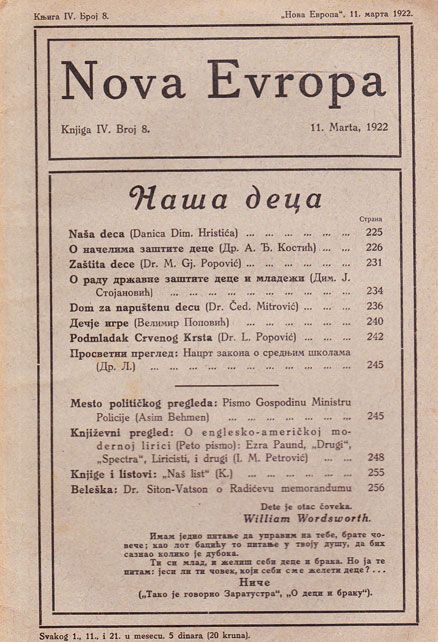 Књига IV. Број 8. „Нова Европа", 11. марта 1922.
Nova Evropa
Knjiga IV. Broj 8. 11. Marta, 1922
Наша деца
Страна
Naša deca (Danica Dim. Hristića) ... ... ... ... ... 225
О начелима заштите деце (Др. А. Ђ. Костић) ... ... 226
Zaštita dece (Dr. M. Gj. Popović) ... ... ... ... ... 231
О раду државне заштите деце и младежи (Дим. Ј.
Стојановић) ... ... ... ... ... ... ... ... 234
Dom za napuštenu decu (Dr. Čed. Mitrović) ... ... ... 236
Дечје игре (Велимир Поповић) ... ... ... ... ... 240
Podmladak Crvenog Krsta (Dr. L. Popović) ... ... ... 242
Просветни преглед: Нацрт закона о средњим школама
(Др. Л.) ... ... ... ... ... ... ... ... ... 245
Mesto političkog pregleda: Pismo Gospodinu Ministru
Policije (Asim Behmen) ... ... ... ... ... 245
Književni pregled: O englesko-američkoj mo-
dernoj lirici (Peto pismo): Ezra Paund, „Drugi",
„Spectra", Liricisti, i drugi (I. M. Petrović) ... ... 248
Knjige i listovi: „Naš list" (K.) ... ... ... ... ... 255
Beleška: Dr. Siton-Vatson o Radićevu memorandumu 256
Dete je otac čoveka.
William Wordsworth.
Имам једно питање да управим на тебе, брате чо-
вече; као лот бацићу то питање у твоју душу, да бих
сазнао колико је дубока.
Ти си млад, и желиш себи деце и брака. Но ја те
питам: јеси ли ти човек, који себи сме желети деце? ...
Ниче
(„Тако је говорио Заратустра", „О деци и браку").
Svakog 1., 11., i 21. u mesecu. 5 dinara (20 kruna).